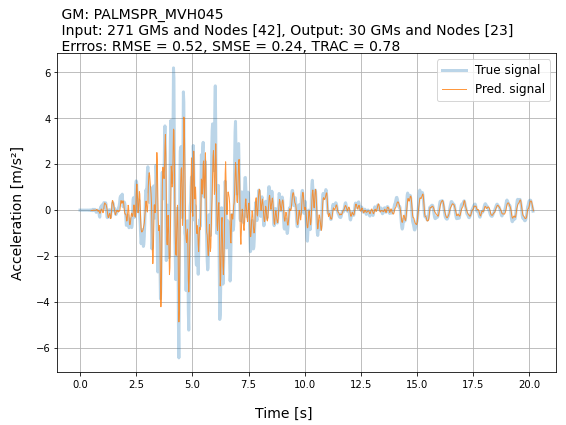 GM: PALMSPR_MVH045
Input: 271 GMs and Nodes [42], Output: 30 GMs and Nodes [23]
Errros: RMSE = 0.52, SMSE = 0.24, TRAC = 0.78
True signal
Pred. signal
6
4
2
0
−2
−4
−6
Acceleration [m/s²]
0.0 2.5 5.0 7.5 10.0 12.5 15.0 17.5 20.0
Time [s]